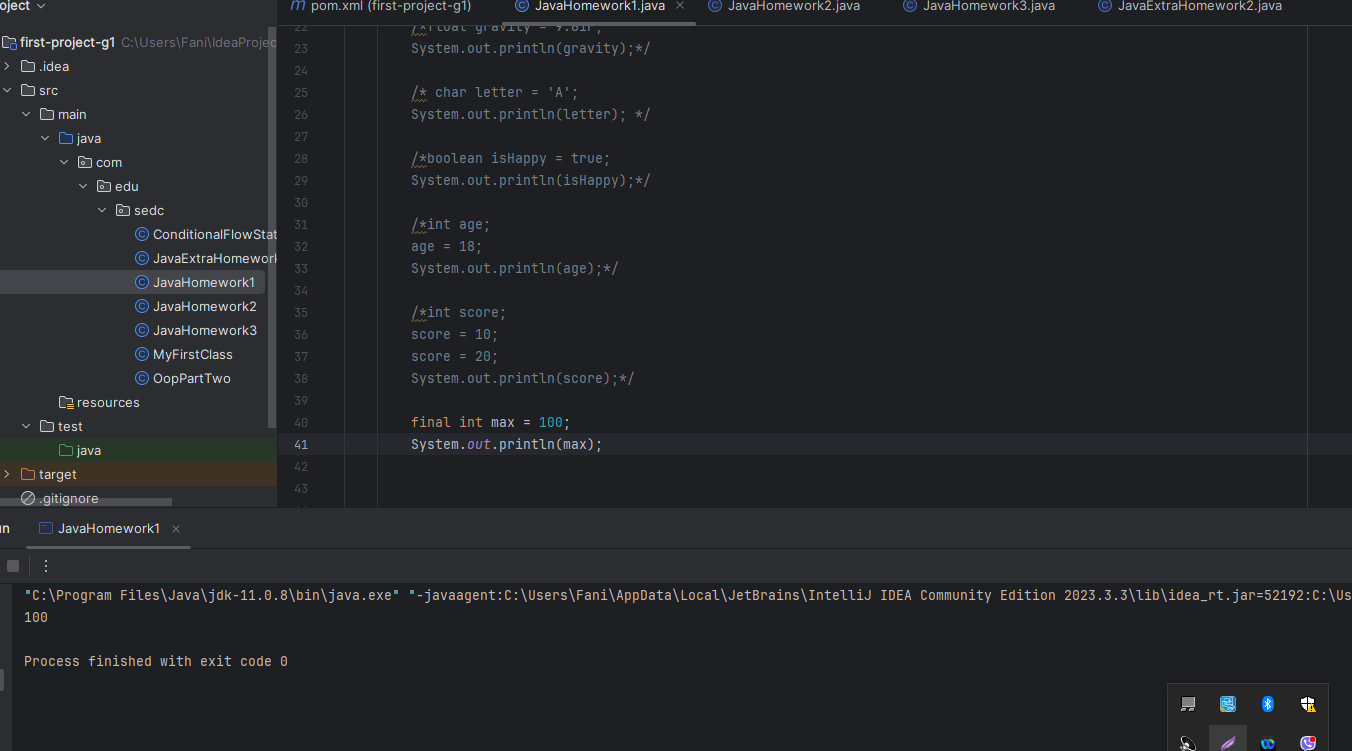 oject
pom.xml (first-project-g1)
JavaHomework1.java
JavaHomework2.java
JavaHomework3.java
JavaExtraHomework2.java
first-project-g1 C:\Users\Fani\IdeaProjec
.idea
src
main
java
com
edu
sedc
ConditionalFlowStat
JavaExtraHomework
JavaHomework1
JavaHomework2
JavaHomework3
MyFirstClass
OopPartTwo
resources
test
java
target
.gitignore
22 /*float gravity = 9.81f;
23 System.out.println(gravity);*/
24
25 /* char letter = 'A';
26 System.out.println(letter); */
27
28 /*boolean isHappy = true;
29 System.out.println(isHappy);*/
30
31 /*int age;
32 age = 18;
33 System.out.println(age);*/
34
35 /*int score;
36 score = 10;
37 score = 20;
38 System.out.println(score);*/
39
40 final int max = 100;
41 System.out.println(max);
42
43
un
JavaHomework1
"C:\Program Files\Java\jdk-11.0.8\bin\java.exe" "-javaagent:C:\Users\Fani\AppData\Local\JetBrains\IntelliJ IDEA Community Edition 2023.3.3\lib\idea_rt.jar=52192:C:\Us
100
Process finished with exit code 0